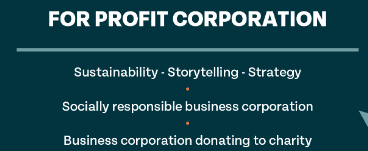 FOR PROFIT CORPORATION
Sustainability - Storytelling - Strategy
Socially responsible business corporation
Business corporation donating to charity